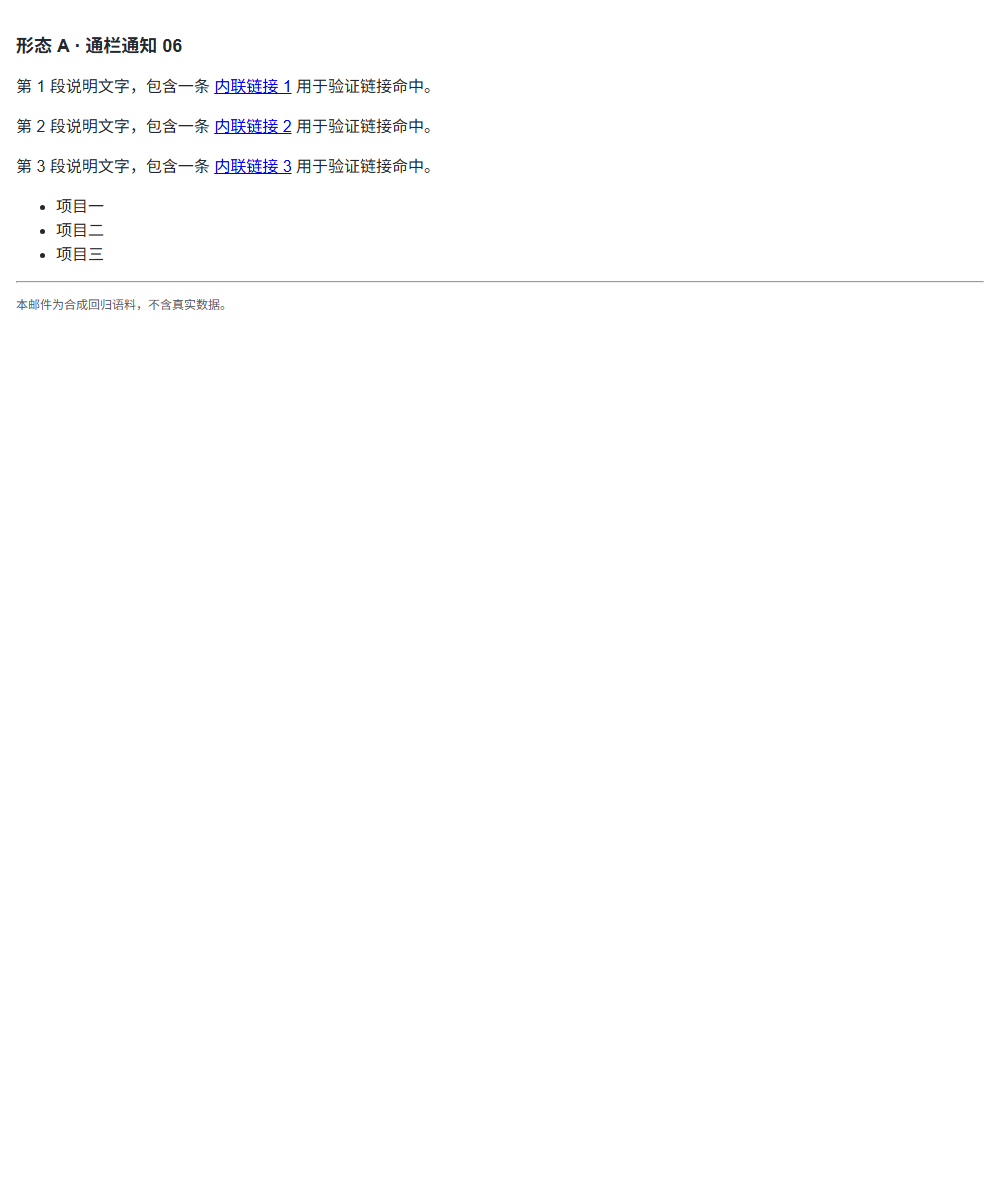 形态 A · 通栏通知 06
第 1 段说明文字，包含一条 内联链接 1 用于验证链接命中。
第 2 段说明文字，包含一条 内联链接 2 用于验证链接命中。
第 3 段说明文字，包含一条 内联链接 3 用于验证链接命中。
• 项目一
• 项目二
• 项目三
本邮件为合成回归语料，不含真实数据。